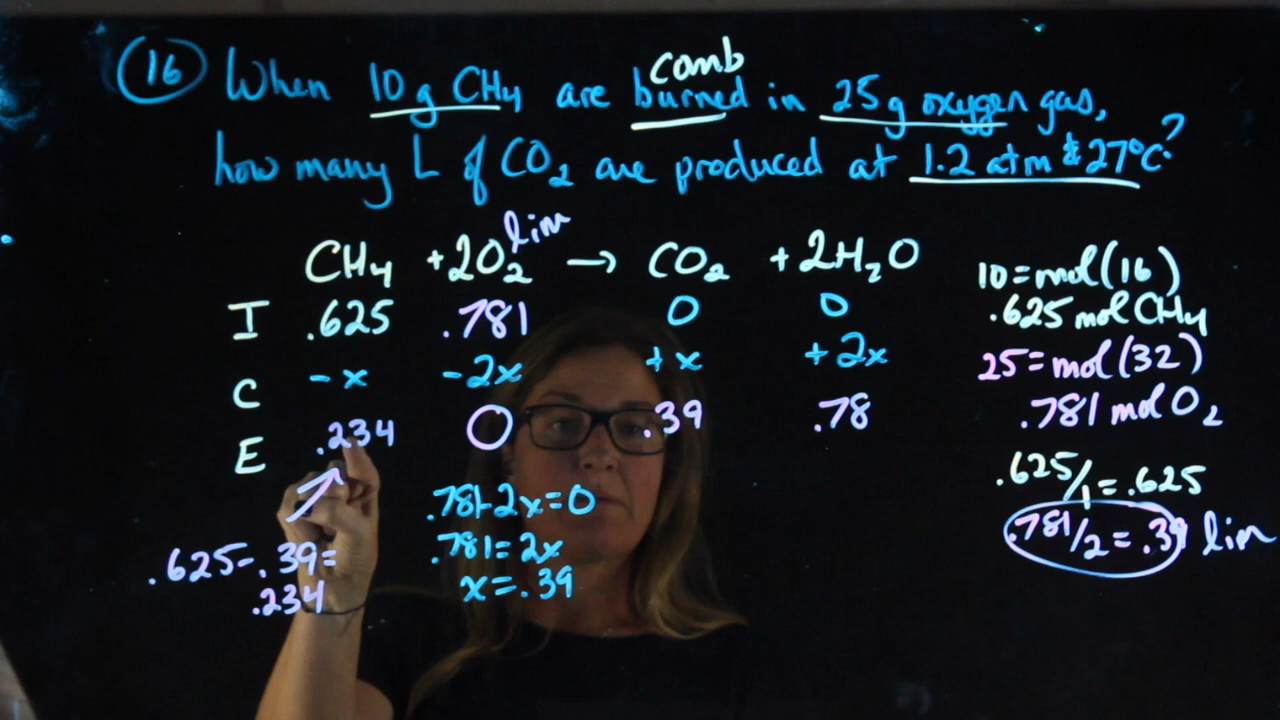 16 When 10 g CH4 are burned in 25 g oxygen gas,
comb
how many L of CO2 are produced at 1.2 atm & 27°C?
lim
CH4 + 2O2 → CO2 + 2H2O
I .625 .781 0 0
C -x -2x +x +2x
E .234 0 .39 .78
.625-.39=
.234
.781-2x=0
.781=2x
x=.39
10=mol(16)
.625 mol CH4
25=mol(32)
.781 mol O2
.625/1=.625
.781/2=.39 lim